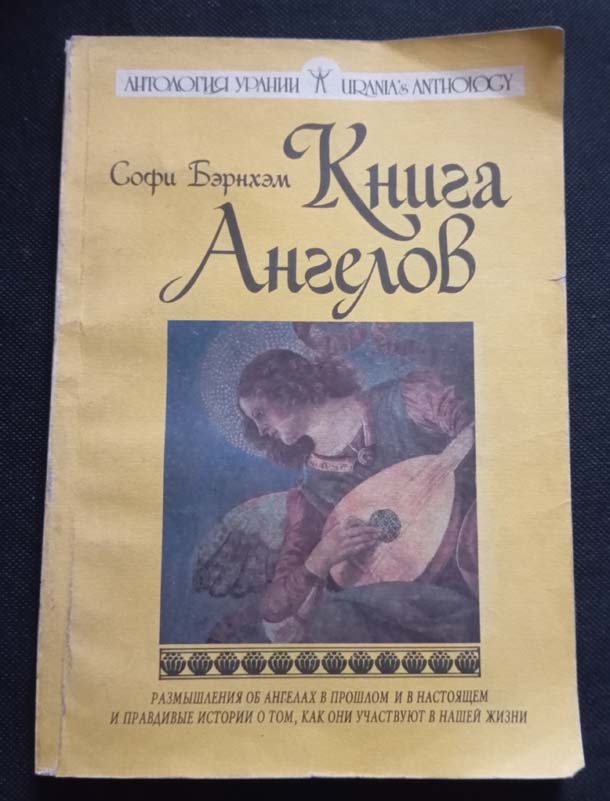 АНТОЛОГИЯ УРАНИИ URANIA's ANTHOLOGY
Софи Бэрнхэм Книга
Ангелов
РАЗМЫШЛЕНИЯ ОБ АНГЕЛАХ В ПРОШЛОМ И В НАСТОЯЩЕМ
И ПРАВДИВЫЕ ИСТОРИИ О ТОМ, КАК ОНИ УЧАСТВУЮТ В НАШЕЙ ЖИЗНИ